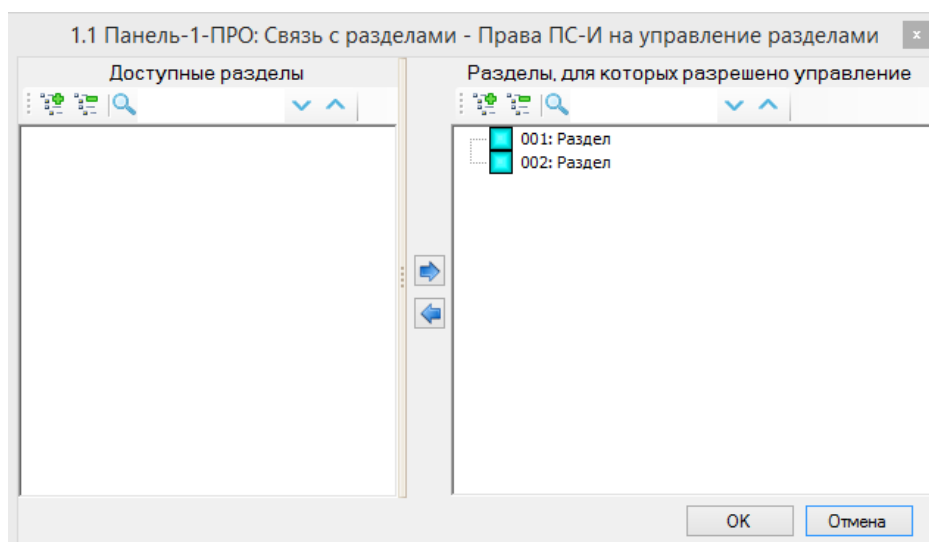 1.1 Панель-1-ПРО: Связь с разделами - Права ПС-И на управление разделами
Доступные разделы
Разделы, для которых разрешено управление
001: Раздел
002: Раздел
OK
Отмена